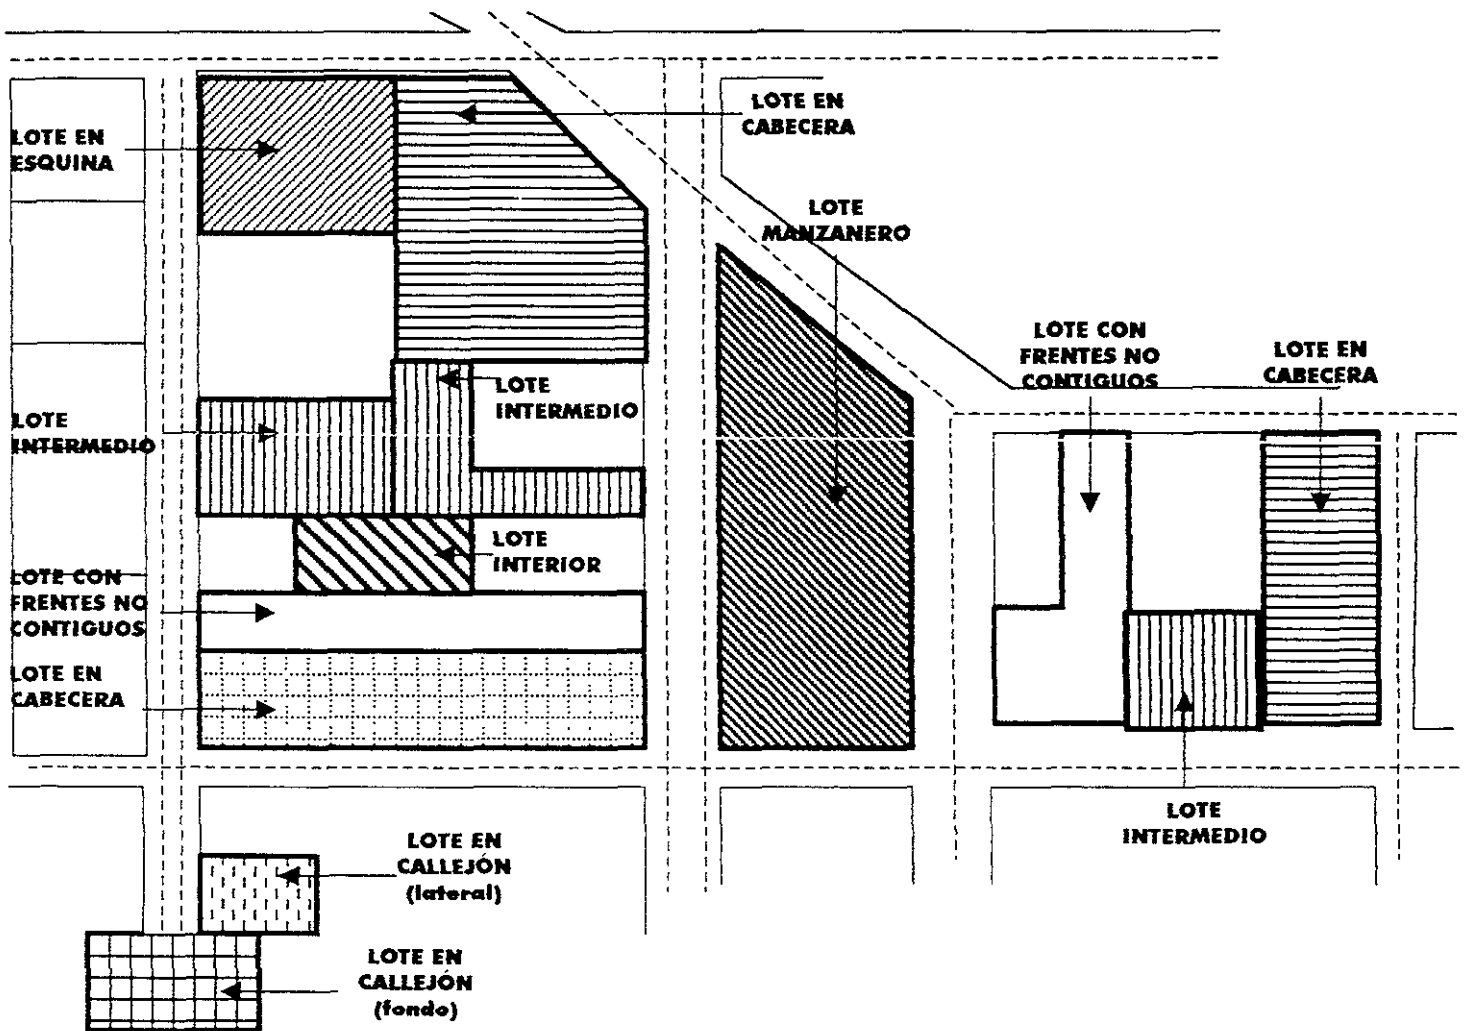 LOTE EN
CABECERA
LOTE EN
ESQUINA
LOTE
MANZANERO
LOTE CON
FRENTES NO
CONTIGUOS
LOTE EN
CABECERA
LOTE
INTERMEDIO
LOTE
INTERMEDIO
LOTE
INTERIOR
LOTE CON
FRENTES NO
CONTIGUOS
LOTE EN
CABECERA
LOTE
INTERMEDIO
LOTE EN
CALLEJÓN
(lateral)
LOTE EN
CALLEJÓN
(fondo)